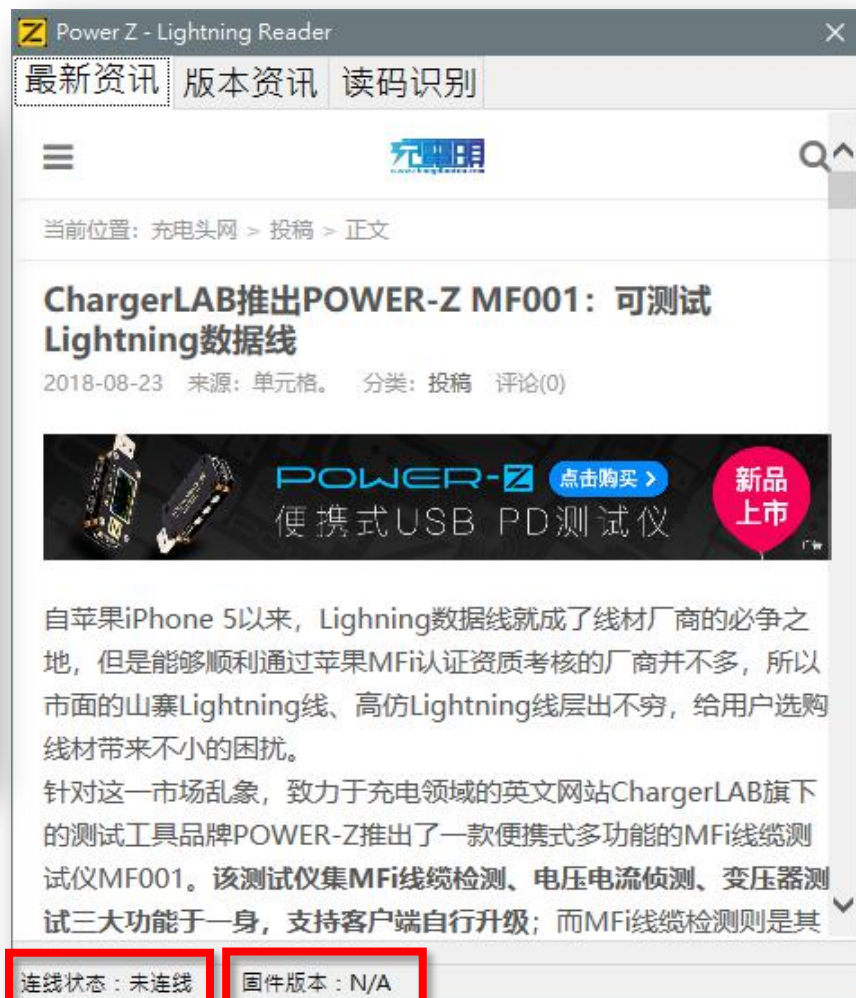 Power Z - Lightning Reader
最新资讯 版本资讯 读码识别
当前位置：充电头网 > 投稿 > 正文
ChargerLAB推出POWER-Z MF001：可测试
Lightning数据线
2018-08-23 来源：单元格。 分类：投稿 评论(0)
POWER-Z 点击购买 >
便携式USB PD测试仪
新品
上市
自苹果iPhone 5以来，Lighning数据线就成了线材厂商的必争之
地，但是能够顺利通过苹果MFi认证资质考核的厂商并不多，所以
市面的山寨Lightning线、高仿Lightning线层出不穷，给用户选购
线材带来不小的困扰。
针对这一市场乱象，致力于充电领域的英文网站ChargerLAB旗下
的测试工具品牌POWER-Z推出了一款便携式多功能的MFi线缆测
试仪MF001。该测试仪集MFi线缆检测、电压电流侦测、变压器测
试三大功能于一身，支持客户端自行升级；而MFi线缆检测则是其
连线状态：未连线 固件版本：N/A